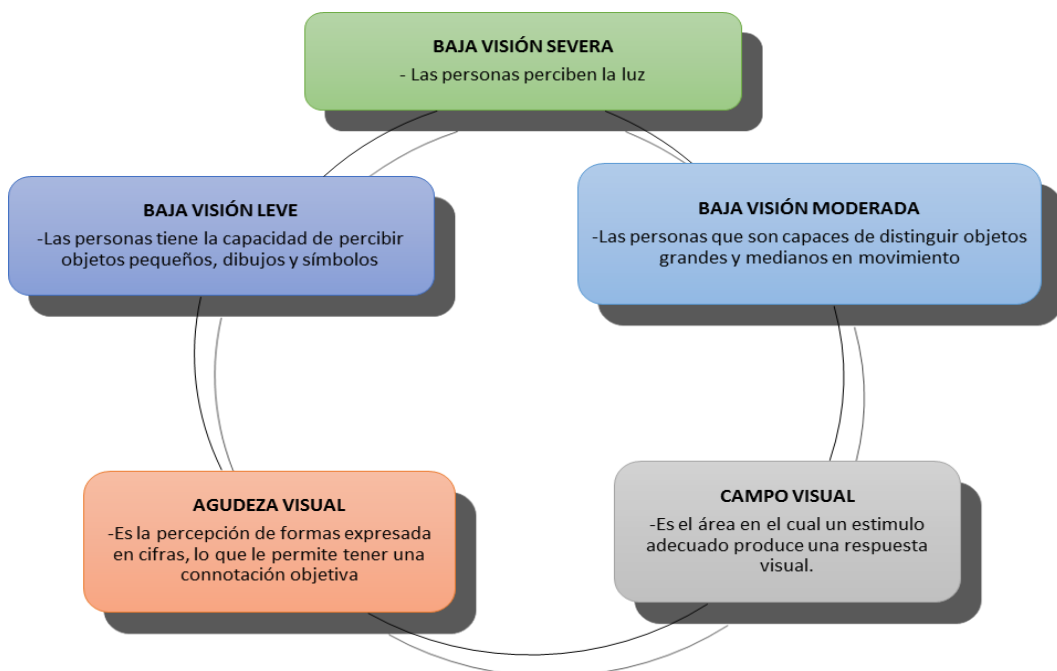 BAJA VISIÓN SEVERA
- Las personas perciben la luz
BAJA VISIÓN LEVE
-Las personas tiene la capacidad de percibir
objetos pequeños, dibujos y símbolos
BAJA VISIÓN MODERADA
-Las personas que son capaces de distinguir objetos
grandes y medianos en movimiento
AGUDEZA VISUAL
-Es la percepción de formas expresada
en cifras, lo que le permite tener una
connotación objetiva
CAMPO VISUAL
-Es el área en el cual un estimulo
adecuado produce una respuesta
visual.